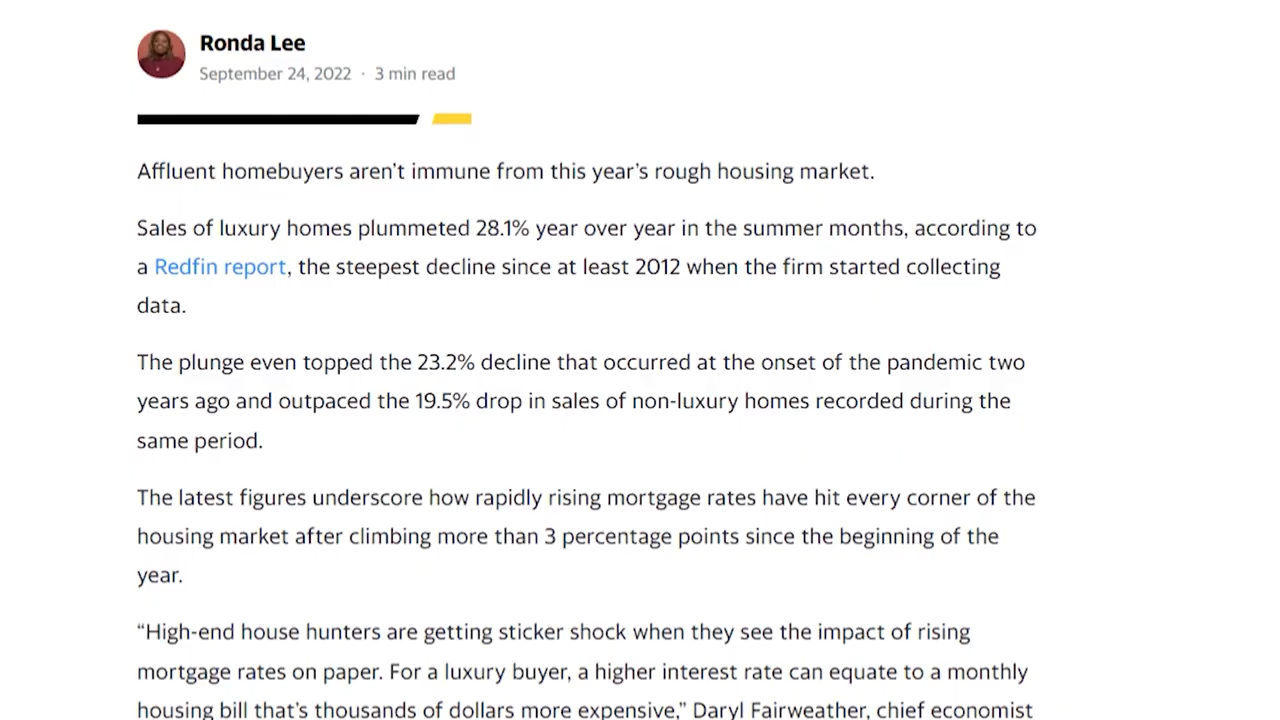 Ronda Lee
September 24, 2022 · 3 min read
Affluent homebuyers aren’t immune from this year’s rough housing market.
Sales of luxury homes plummeted 28.1% year over year in the summer months, according to
a Redfin report, the steepest decline since at least 2012 when the firm started collecting
data.
The plunge even topped the 23.2% decline that occurred at the onset of the pandemic two
years ago and outpaced the 19.5% drop in sales of non-luxury homes recorded during the
same period.
The latest figures underscore how rapidly rising mortgage rates have hit every corner of the
housing market after climbing more than 3 percentage points since the beginning of the
year.
“High-end house hunters are getting sticker shock when they see the impact of rising
mortgage rates on paper. For a luxury buyer, a higher interest rate can equate to a monthly
housing bill that’s thousands of dollars more expensive,” Daryl Fairweather, chief economist